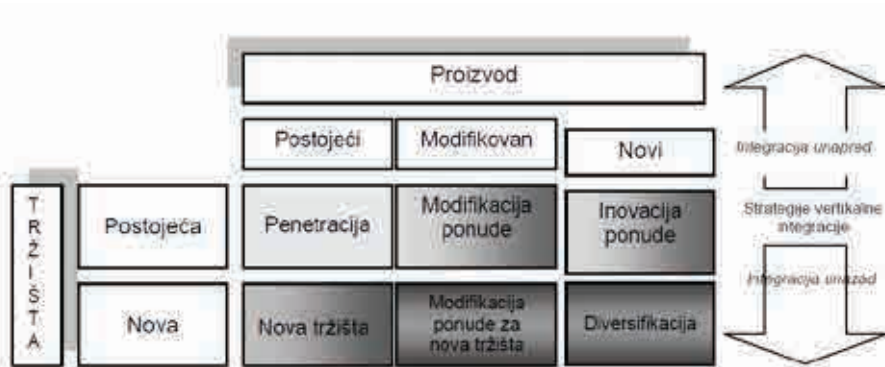 Proizvod
Postojeći
Modifikovan
Novi
Integracija unapred
TRŽIŠTA
Postojeća
Penetracija
Modifikacija
ponude
Inovacija
ponude
Strategije vertikalne
integracije
Integracija unazad
Nova
Nova tržišta
Modifikacija
ponude za
nova tržišta
Diversifikacija